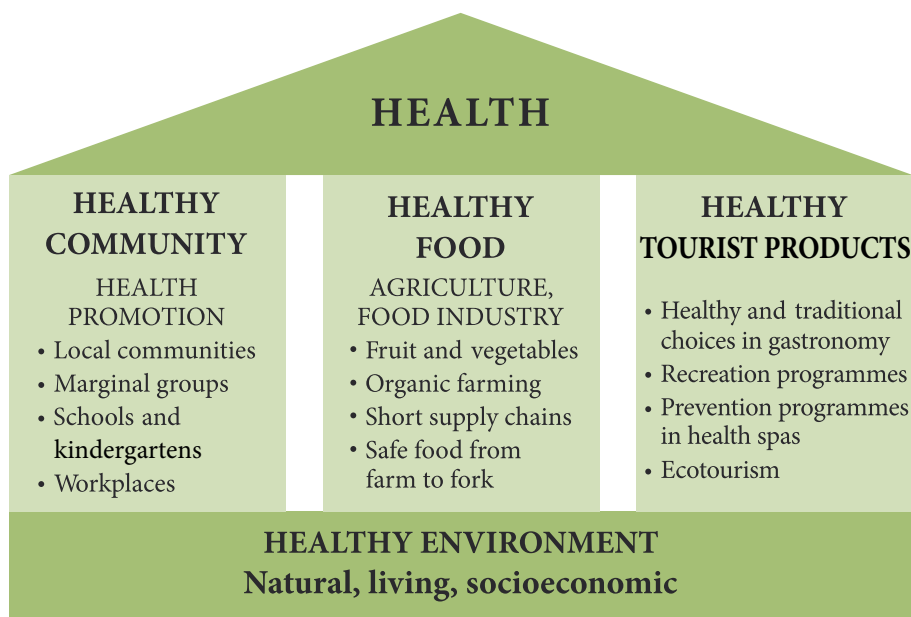 HEALTH
HEALTHY
COMMUNITY
HEALTH
PROMOTION
• Local communities
• Marginal groups
• Schools and
kindergartens
• Workplaces
HEALTHY
FOOD
AGRICULTURE,
FOOD INDUSTRY
• Fruit and vegetables
• Organic farming
• Short supply chains
• Safe food from
farm to fork
HEALTHY
TOURIST PRODUCTS
• Healthy and traditional
choices in gastronomy
• Recreation programmes
• Prevention programmes
in health spas
• Ecotourism
HEALTHY ENVIRONMENT
Natural, living, socioeconomic